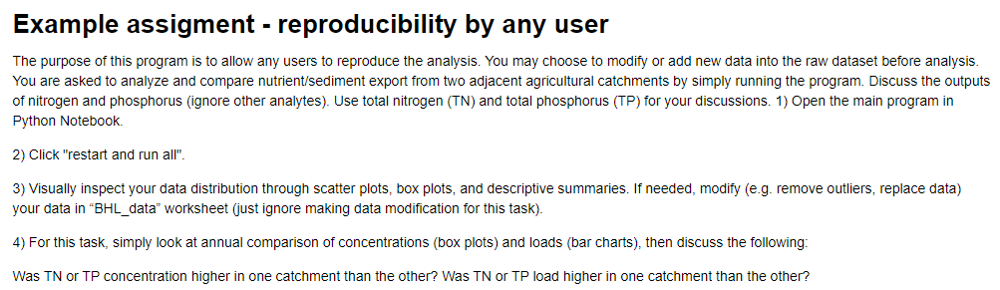 Example assigment - reproducibility by any user
The purpose of this program is to allow any users to reproduce the analysis. You may choose to modify or add new data into the raw dataset before analysis.
You are asked to analyze and compare nutrient/sediment export from two adjacent agricultural catchments by simply running the program. Discuss the outputs
of nitrogen and phosphorus (ignore other analytes). Use total nitrogen (TN) and total phosphorus (TP) for your discussions. 1) Open the main program in
Python Notebook.
2) Click "restart and run all".
3) Visually inspect your data distribution through scatter plots, box plots, and descriptive summaries. If needed, modify (e.g. remove outliers, replace data)
your data in “BHL_data” worksheet (just ignore making data modification for this task).
4) For this task, simply look at annual comparison of concentrations (box plots) and loads (bar charts), then discuss the following:
Was TN or TP concentration higher in one catchment than the other? Was TN or TP load higher in one catchment than the other?